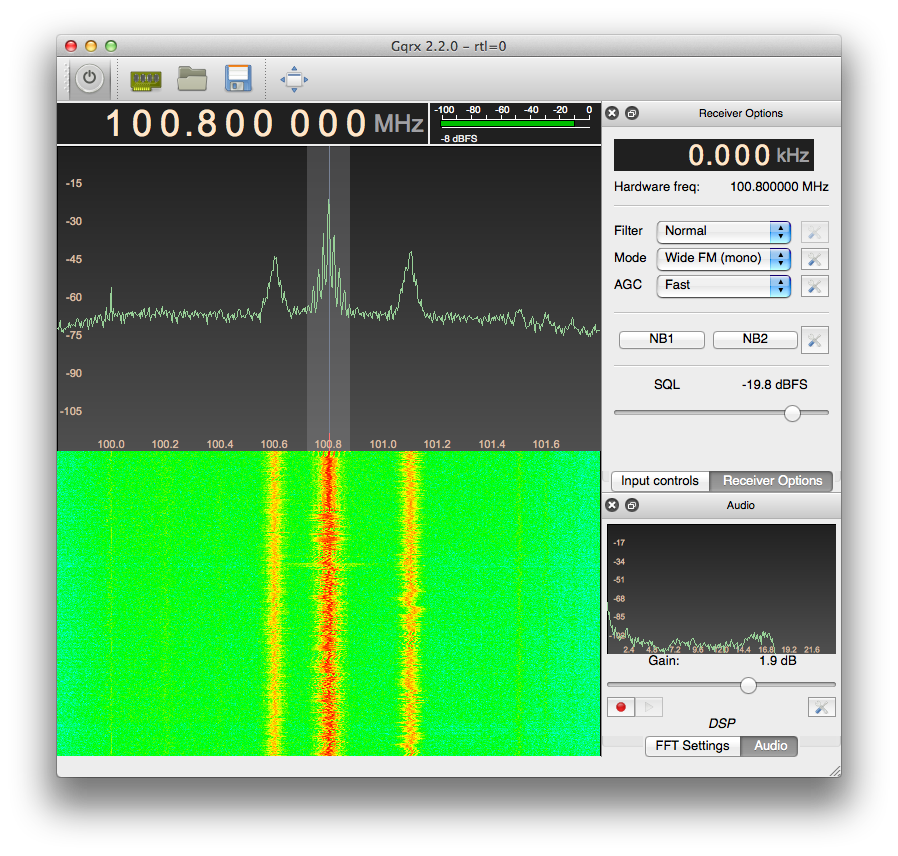 Gqrx 2.2.0 - rtl=0
100.800 000 MHz
-100 -80 -60 -40 -20 0
-8 dBFS
Receiver Options
0.000 kHz
Hardware freq: 100.800000 MHz
Filter Normal
Mode Wide FM (mono)
AGC Fast
NB1 NB2
SQL -19.8 dBFS
Input controls Receiver Options
-15
-30
-45
-60
-75
-90
-105
100.0 100.2 100.4 100.6 100.8 101.0 101.2 101.4 101.6
Audio
-17
-34
-51
-68
-85
2.4 4.8 7.2 9.6 12.0 14.4 16.8 19.2 21.6
Gain: 1.9 dB
DSP
FFT Settings Audio